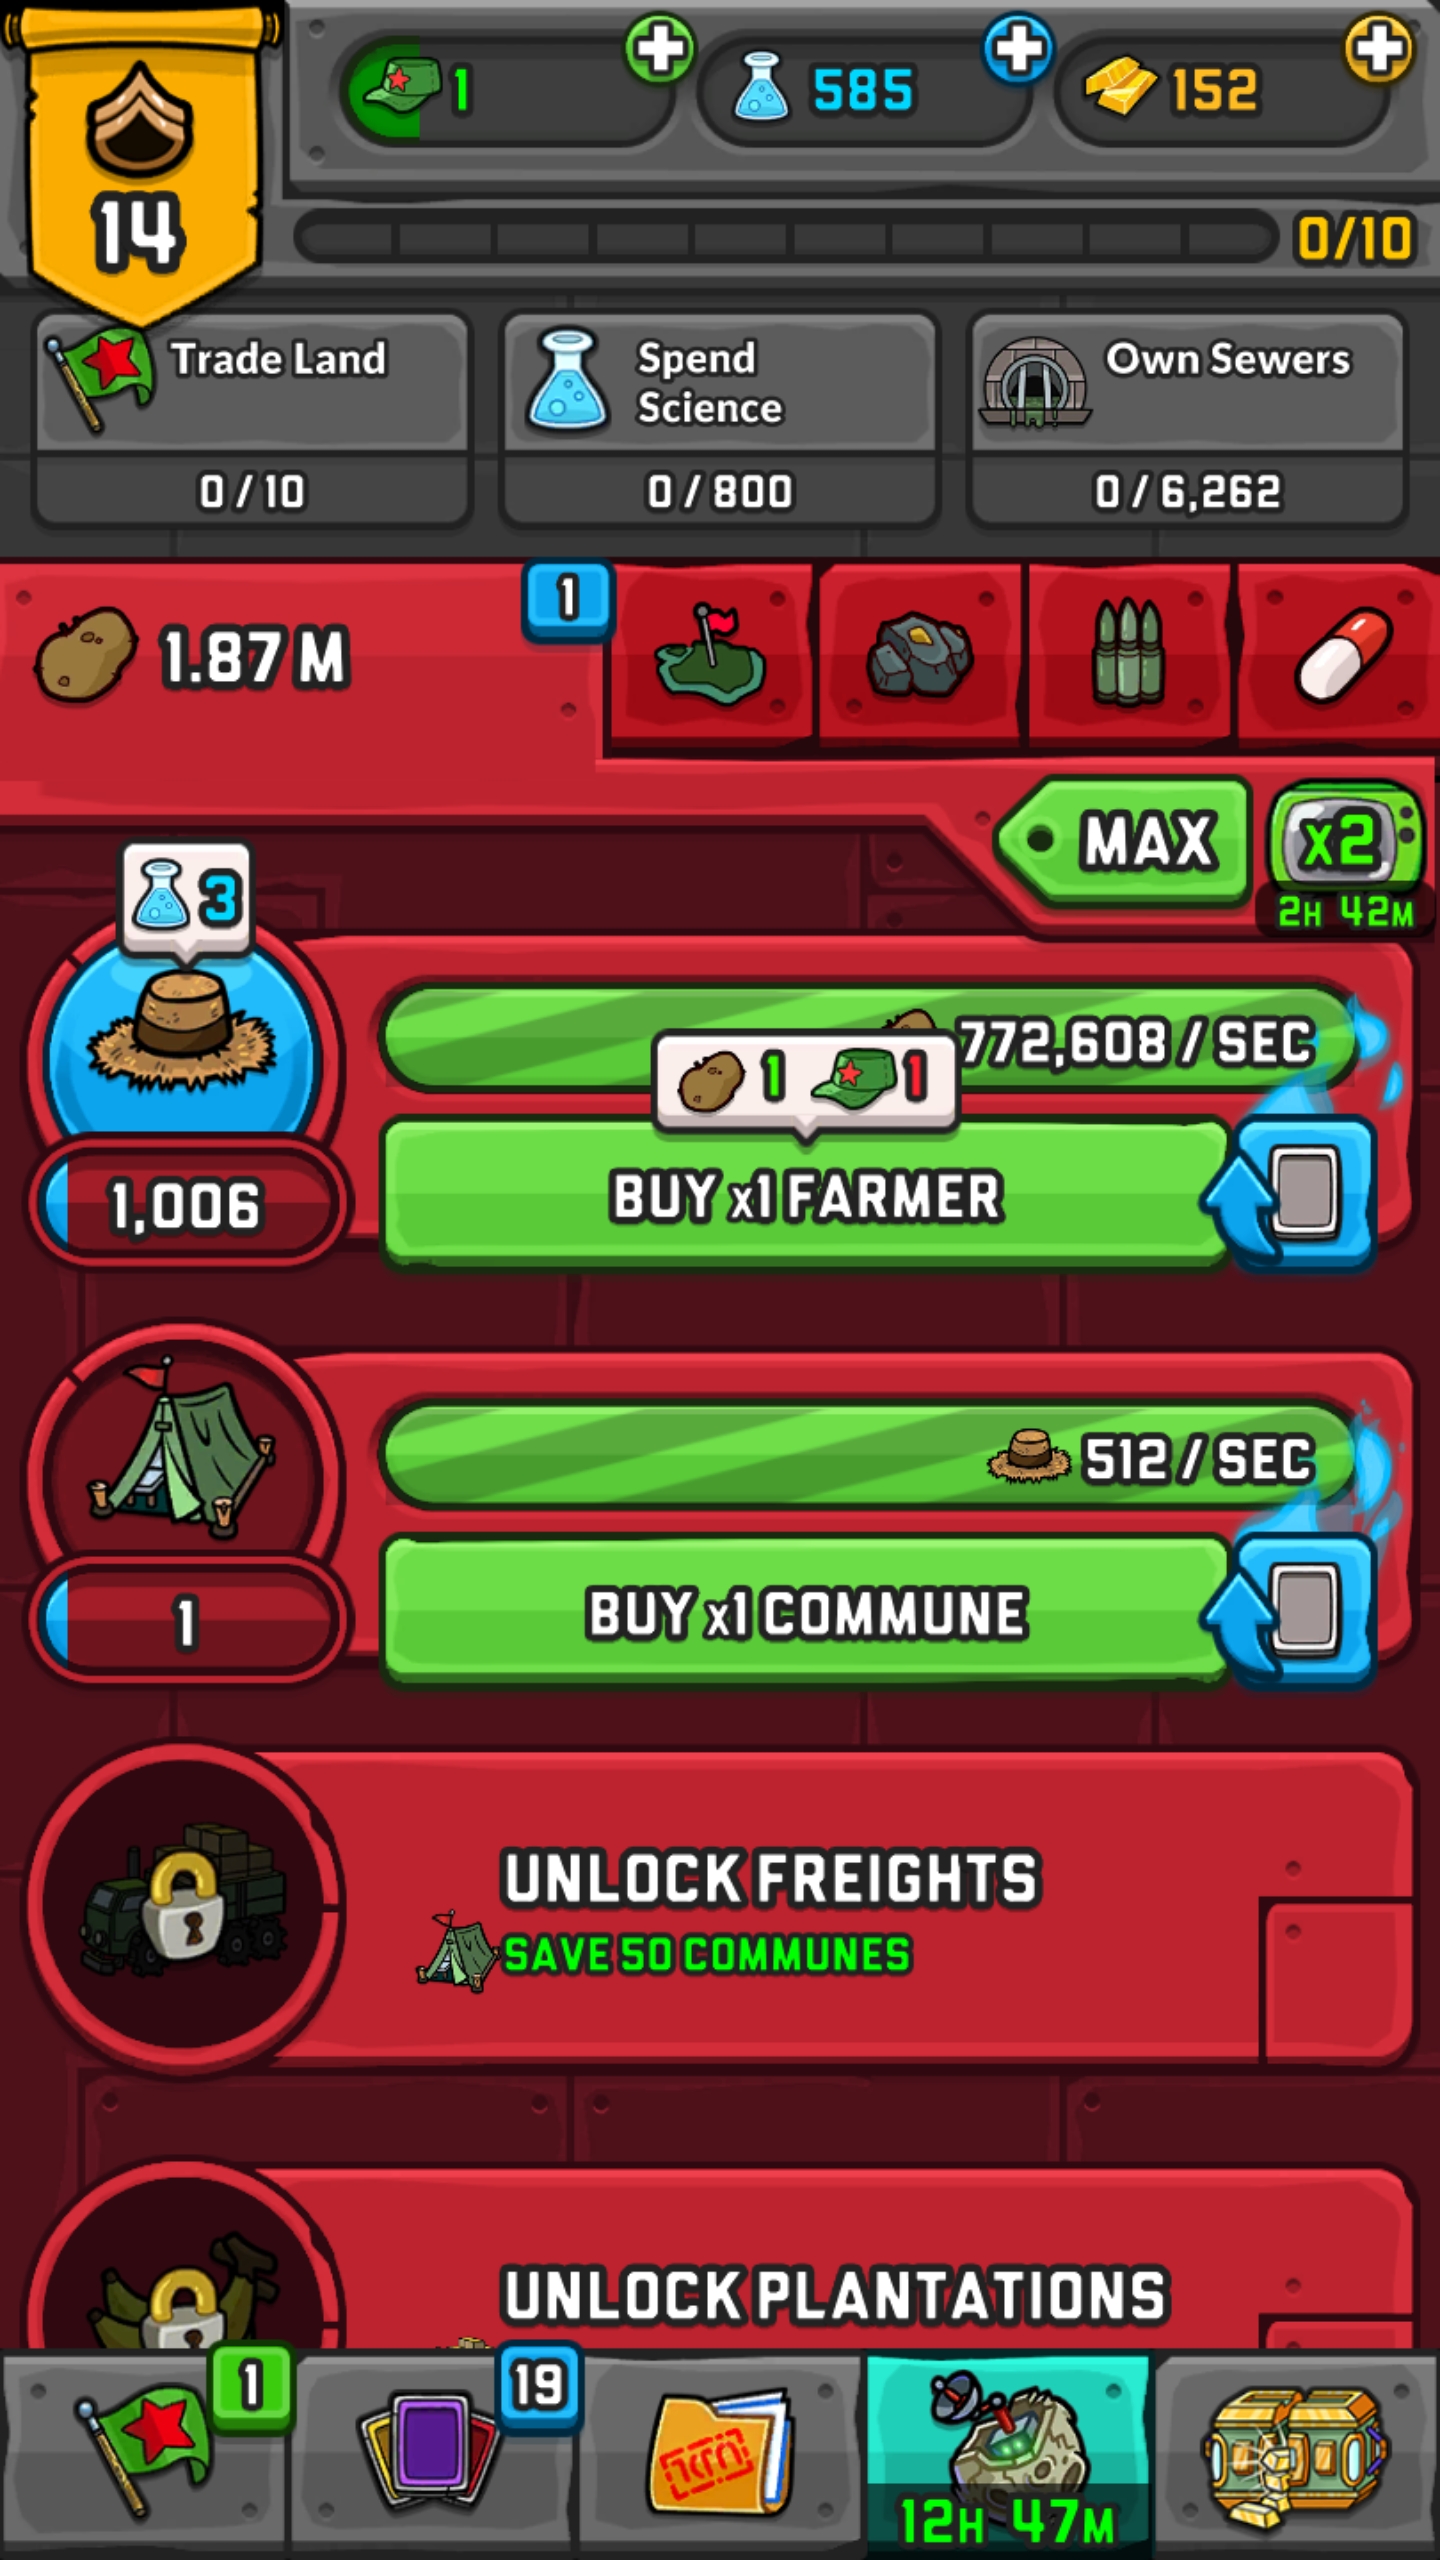 1
585
152
14
0/10
Trade Land
Spend
Science
Own Sewers
0 / 10
0 / 800
0 / 6,262
1.87 M
1
MAX
x2
2H 42M
3
772,608 / SEC
1 1
BUY x1 FARMER
1,006
512 / SEC
BUY x1 COMMUNE
1
UNLOCK FREIGHTS
SAVE 50 COMMUNES
UNLOCK PLANTATIONS
1
19
12H 47M